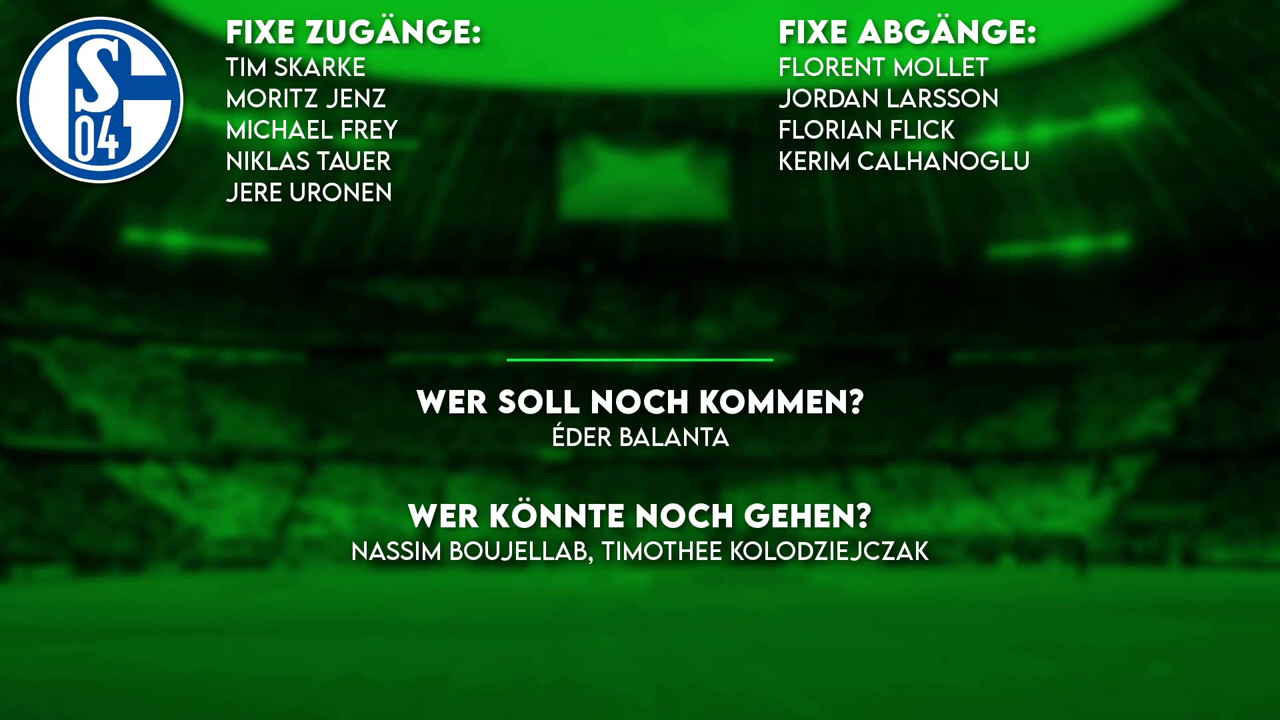 S
04
FIXE ZUGÄNGE:
TIM SKARKE
MORITZ JENZ
MICHAEL FREY
NIKLAS TAUER
JERE URONEN
FIXE ABGÄNGE:
FLORENT MOLLET
JORDAN LARSSON
FLORIAN FLICK
KERIM CALHANOGLU
WER SOLL NOCH KOMMEN?
ÉDER BALANTA
WER KÖNNTE NOCH GEHEN?
NASSIM BOUJELLAB, TIMOTHEE KOLODZIEJCZAK